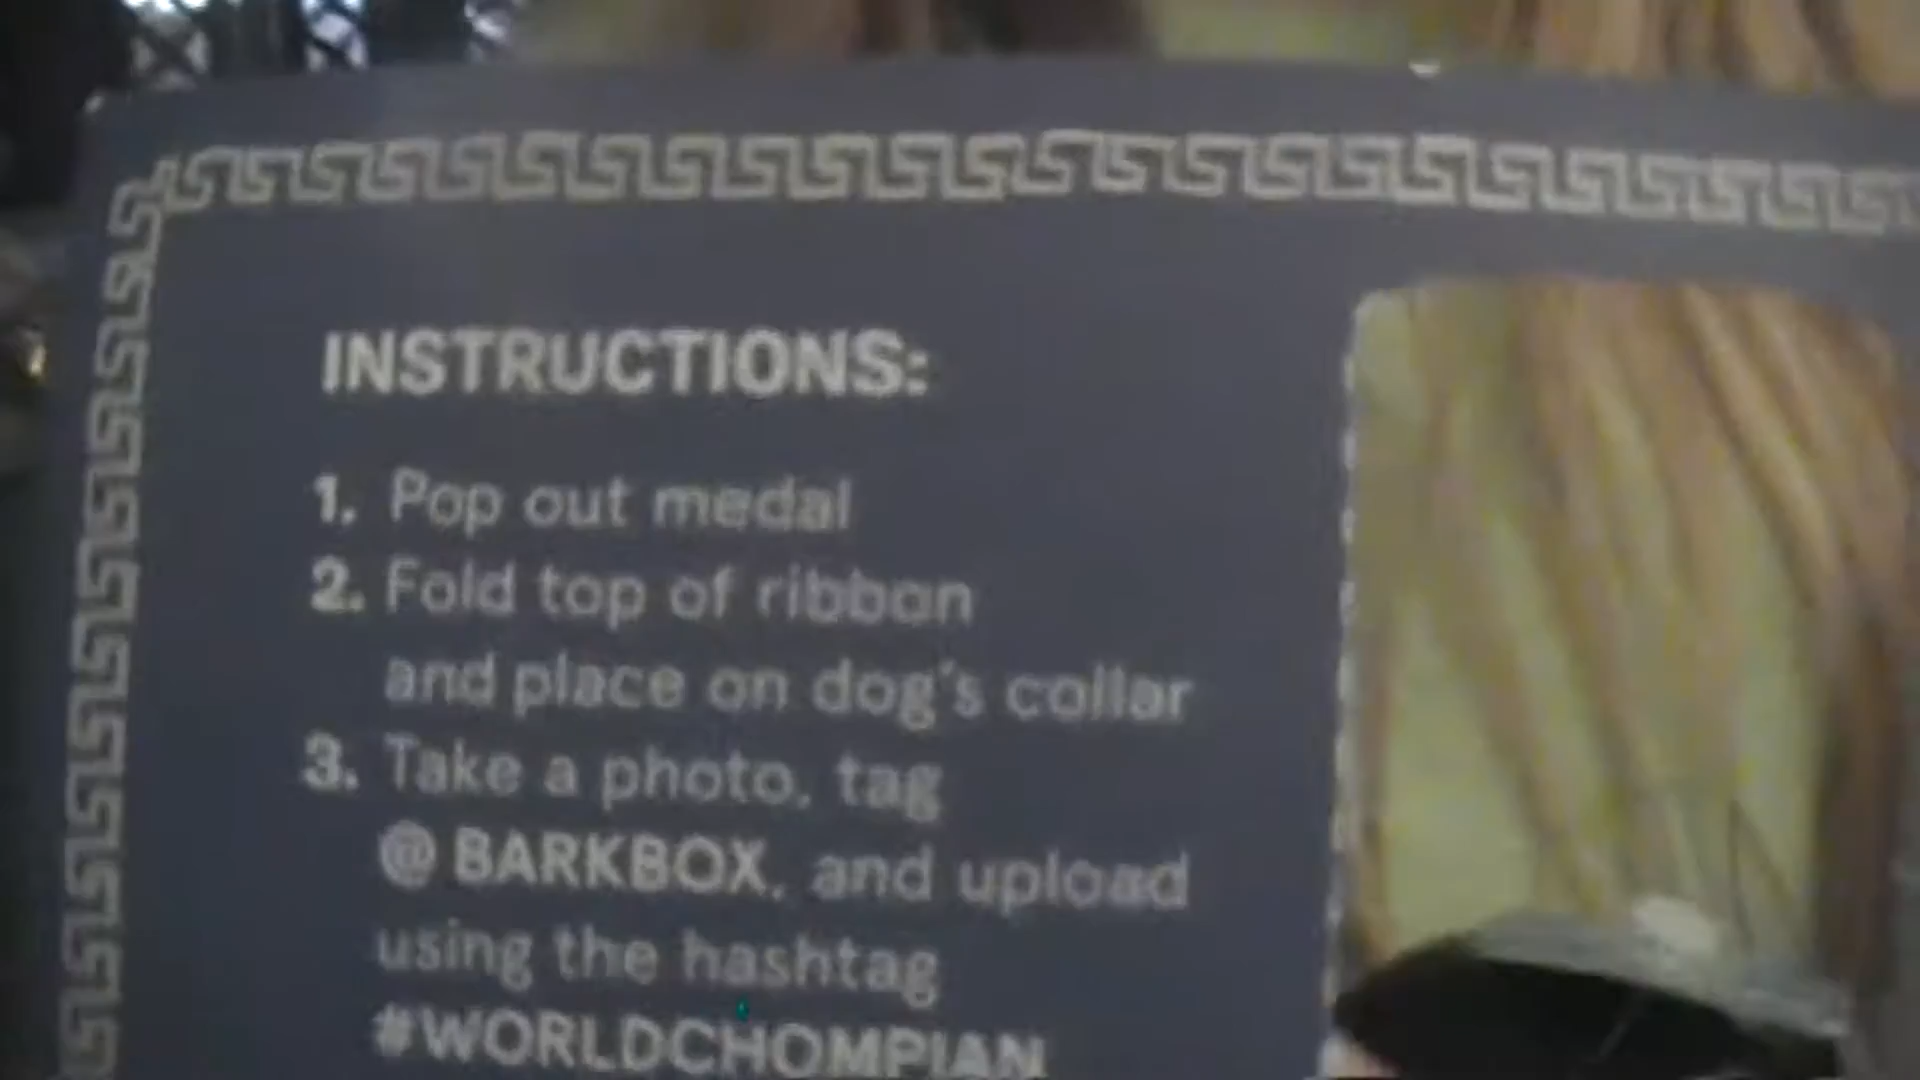 INSTRUCTIONS:
1. Pop out medal
2. Fold top of ribbon
and place on dog's collar
3. Take a photo, tag
@BARKBOX, and upload
using the hashtag
#WORLDCHOMPIAN